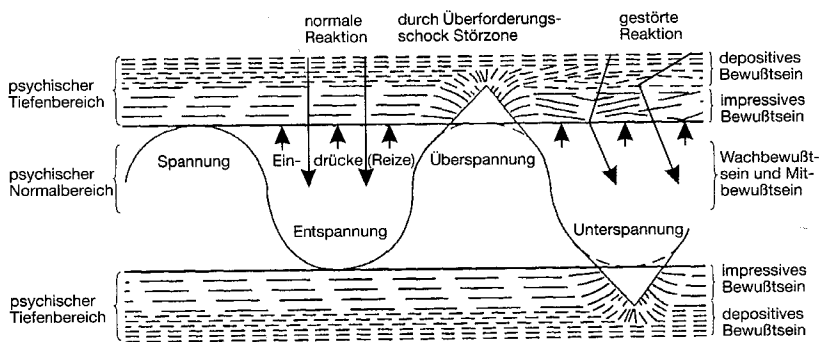 normale
Reaktion
durch Überforderungs-
schock Störzone
gestörte
Reaktion
psychischer
Tiefenbereich
depositives
Bewußtsein
impressives
Bewußtsein
psychischer
Normalbereich
Spannung
Ein- drücke (Reize)
Überspannung
Wachbewußt-
sein und Mit-
bewußtsein
Entspannung
Unterspannung
psychischer
Tiefenbereich
impressives
Bewußtsein
depositives
Bewußtsein